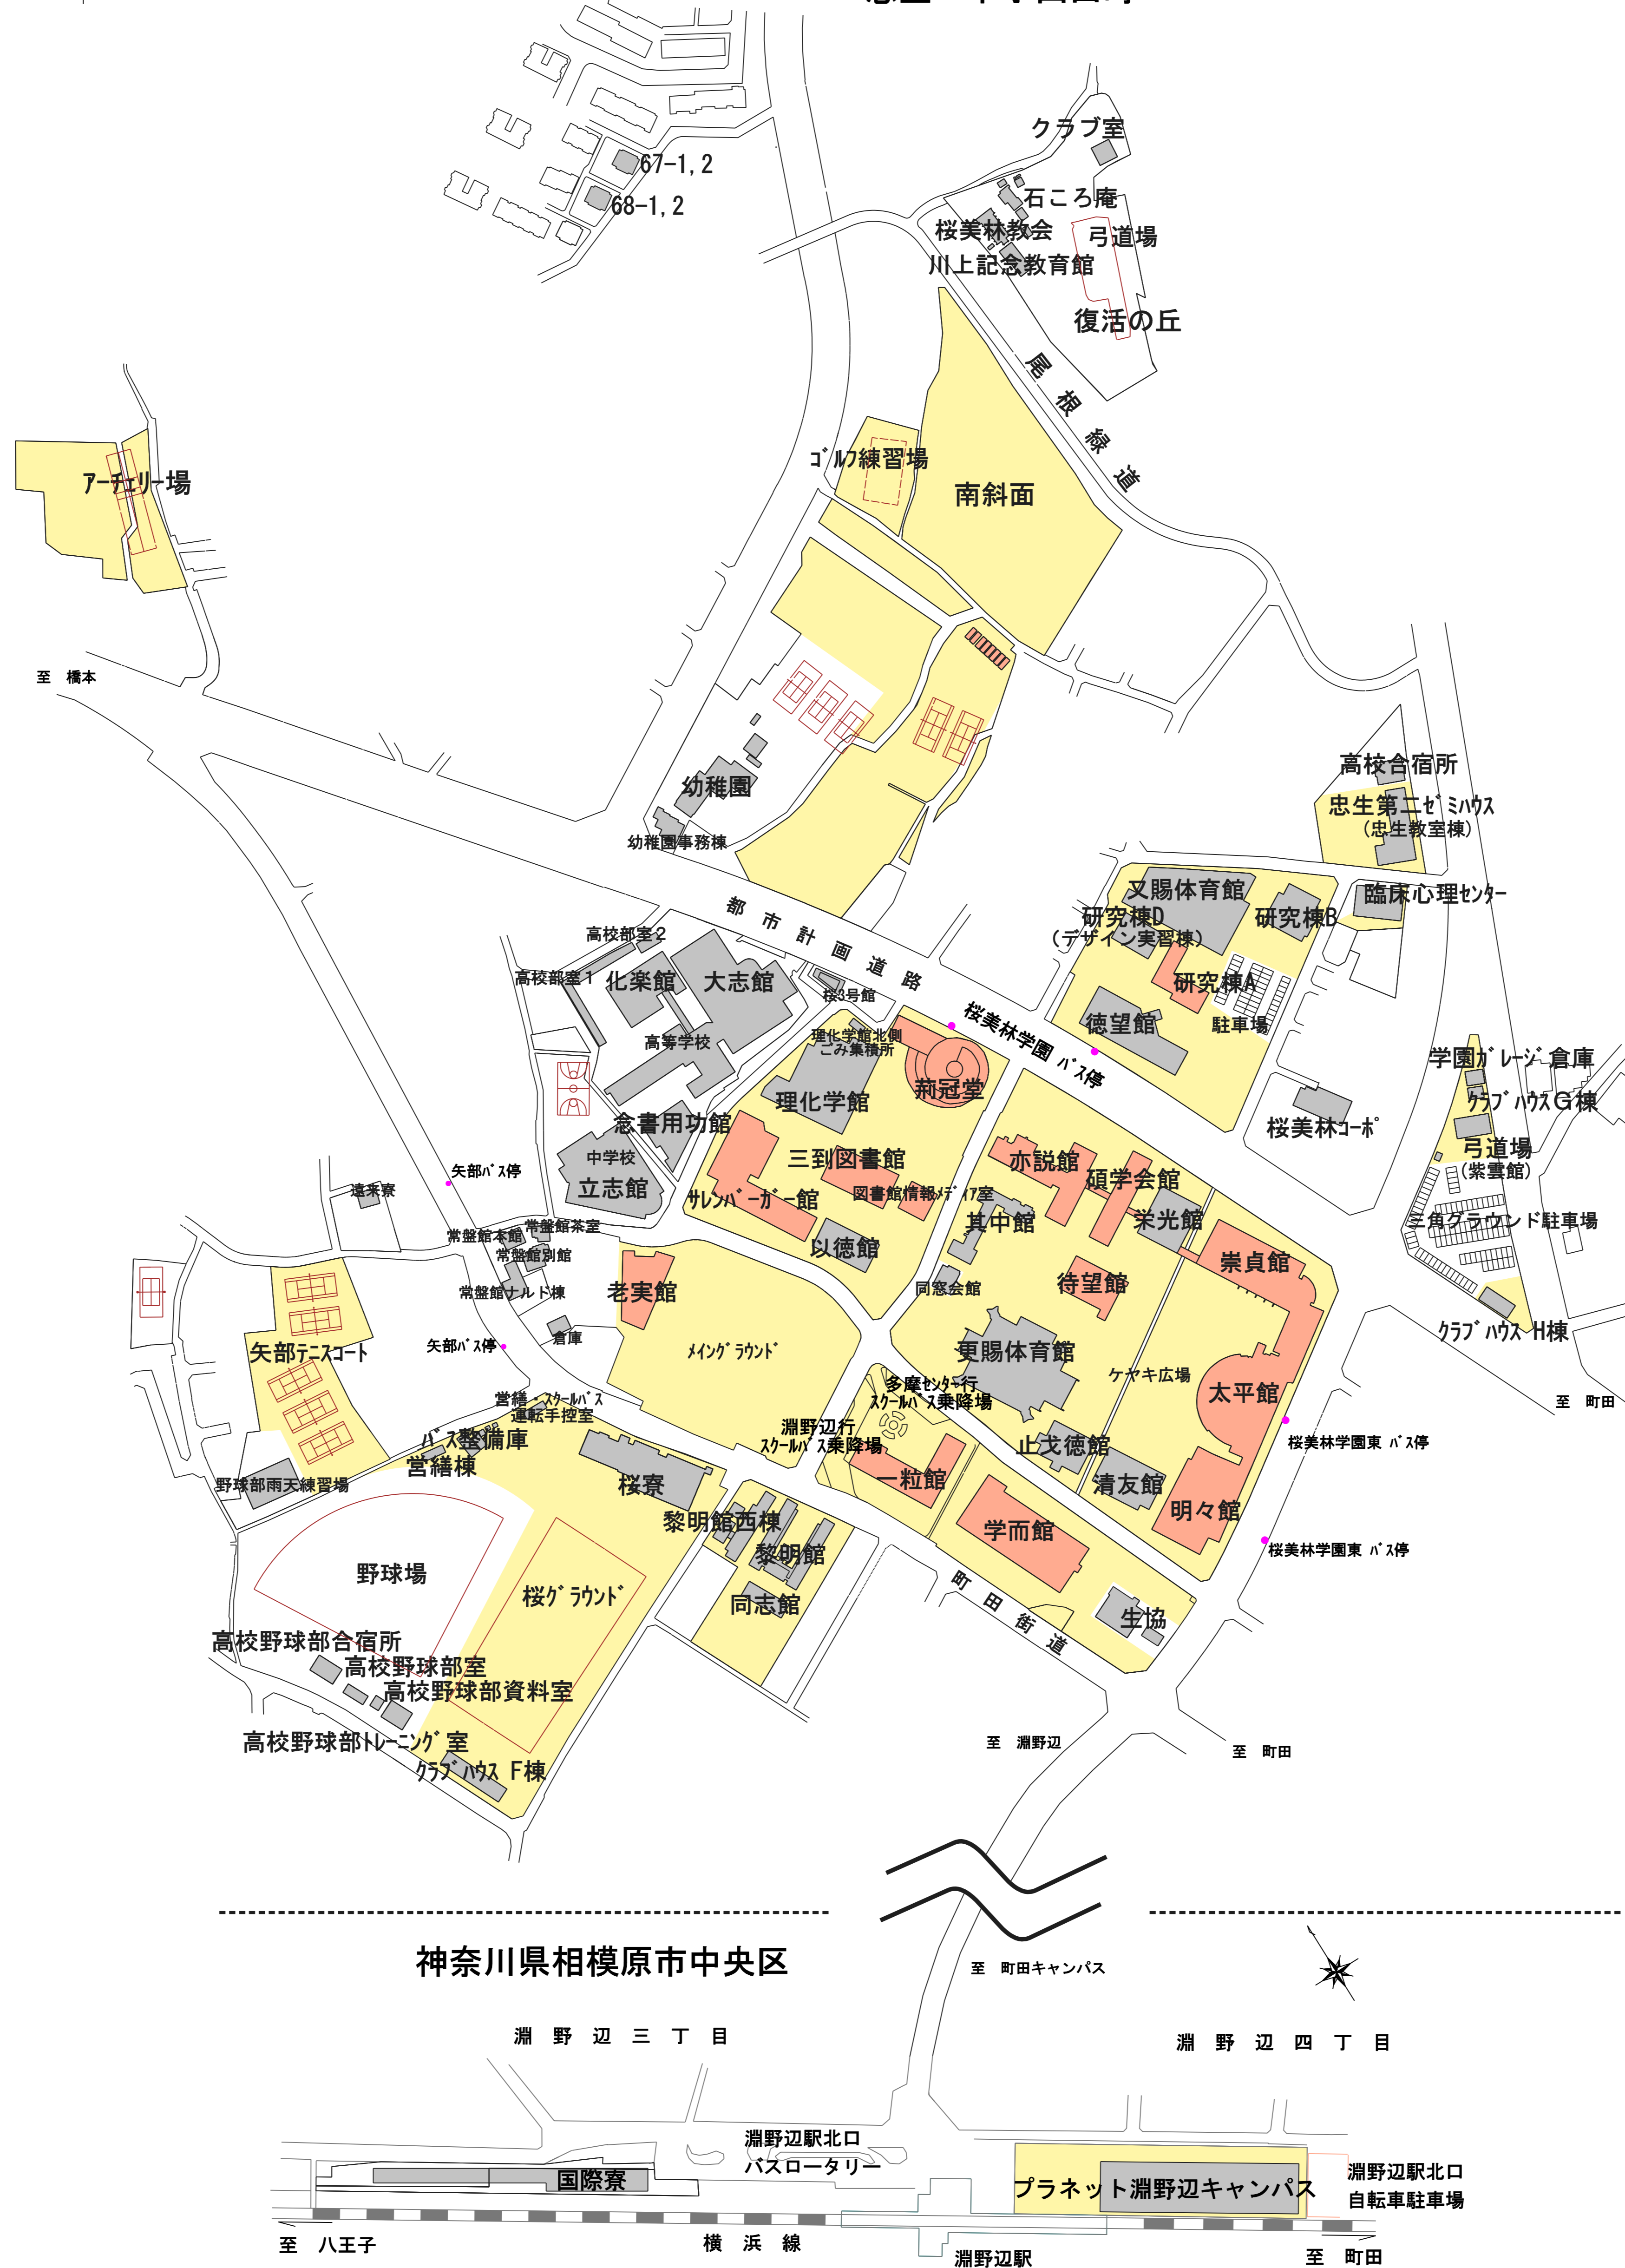 クラブ室
67-1,2
68-1,2
石ころ庵
桜美林教会
弓道場
川上記念教育館
復活の丘
尾根緑道
ｺﾞﾙﾌ練習場
南斜面
ｱｰﾁｪﾘｰ場
至　橋本
高校合宿所
幼稚園
忠生第二ｾﾞﾐﾊｳｽ
(忠生教室棟)
幼稚園事務棟
又賜体育館
臨床心理ｾﾝﾀｰ
都市計画道路
研究棟D
研究棟B
(デザイン実習棟)
高校部室２
高校部室１
化楽館
大志館
研究棟A
桜3号館
桜美林学園 ﾊﾞｽ停
徳望館
駐車場
理化学館北側
ごみ集積所
高等学校
学園ｶﾞﾚｰｼﾞ倉庫
荊冠堂
理化学館
ｸﾗﾌﾞﾊｳｽＧ棟
念書用功館
桜美林ｺｰﾎﾟ
弓道場
(紫雲館)
中学校
三到図書館
亦説館
矢部ﾊﾞｽ停
碩学会館
立志館
遠来寮
ｻﾚﾝﾊﾞｰｶﾞｰ館
図書館情報ﾒﾃﾞｨｱ室
其中館
栄光館
三角グラウンド駐車場
常盤館茶室
常盤館本館
以徳館
常盤館別館
崇貞館
常盤館ナルド棟
老実館
同窓会館
待望館
倉庫
矢部ﾊﾞｽ停
ｸﾗﾌﾞﾊｳｽ H棟
矢部ﾃﾆｽｺｰﾄ
ﾒｲﾝｸﾞﾗｳﾝﾄﾞ
更賜体育館
ケヤキ広場
太平館
多摩ｾﾝﾀｰ行
ｽｸｰﾙﾊﾞｽ乗降場
至　町田
営繕・ｽｸｰﾙﾊﾞｽ
運転手控室
淵野辺行
ｽｸｰﾙﾊﾞｽ乗降場
ﾊﾞｽ整備庫
止戈徳館
桜美林学園東 ﾊﾞｽ停
営繕棟
野球部雨天練習場
桜寮
一粒館
清友館
明々館
黎明館西棟
学而館
黎明館
桜美林学園東 ﾊﾞｽ停
野球場
桜ｸﾞﾗｳﾝﾄﾞ
同志館
町田街道
生協
高校野球部合宿所
高校野球部室
高校野球部資料室
高校野球部ﾄﾚｰﾆﾝｸﾞ室
至　淵野辺
至　町田
ｸﾗﾌﾞﾊｳｽ F棟
神奈川県相模原市中央区
至　町田キャンパス
淵野辺三丁目
淵野辺四丁目
淵野辺駅北口
バスロータリー
国際寮
プラネット淵野辺キャンパス
淵野辺駅北口
自転車駐車場
至　八王子
横浜線
淵野辺駅
至　町田